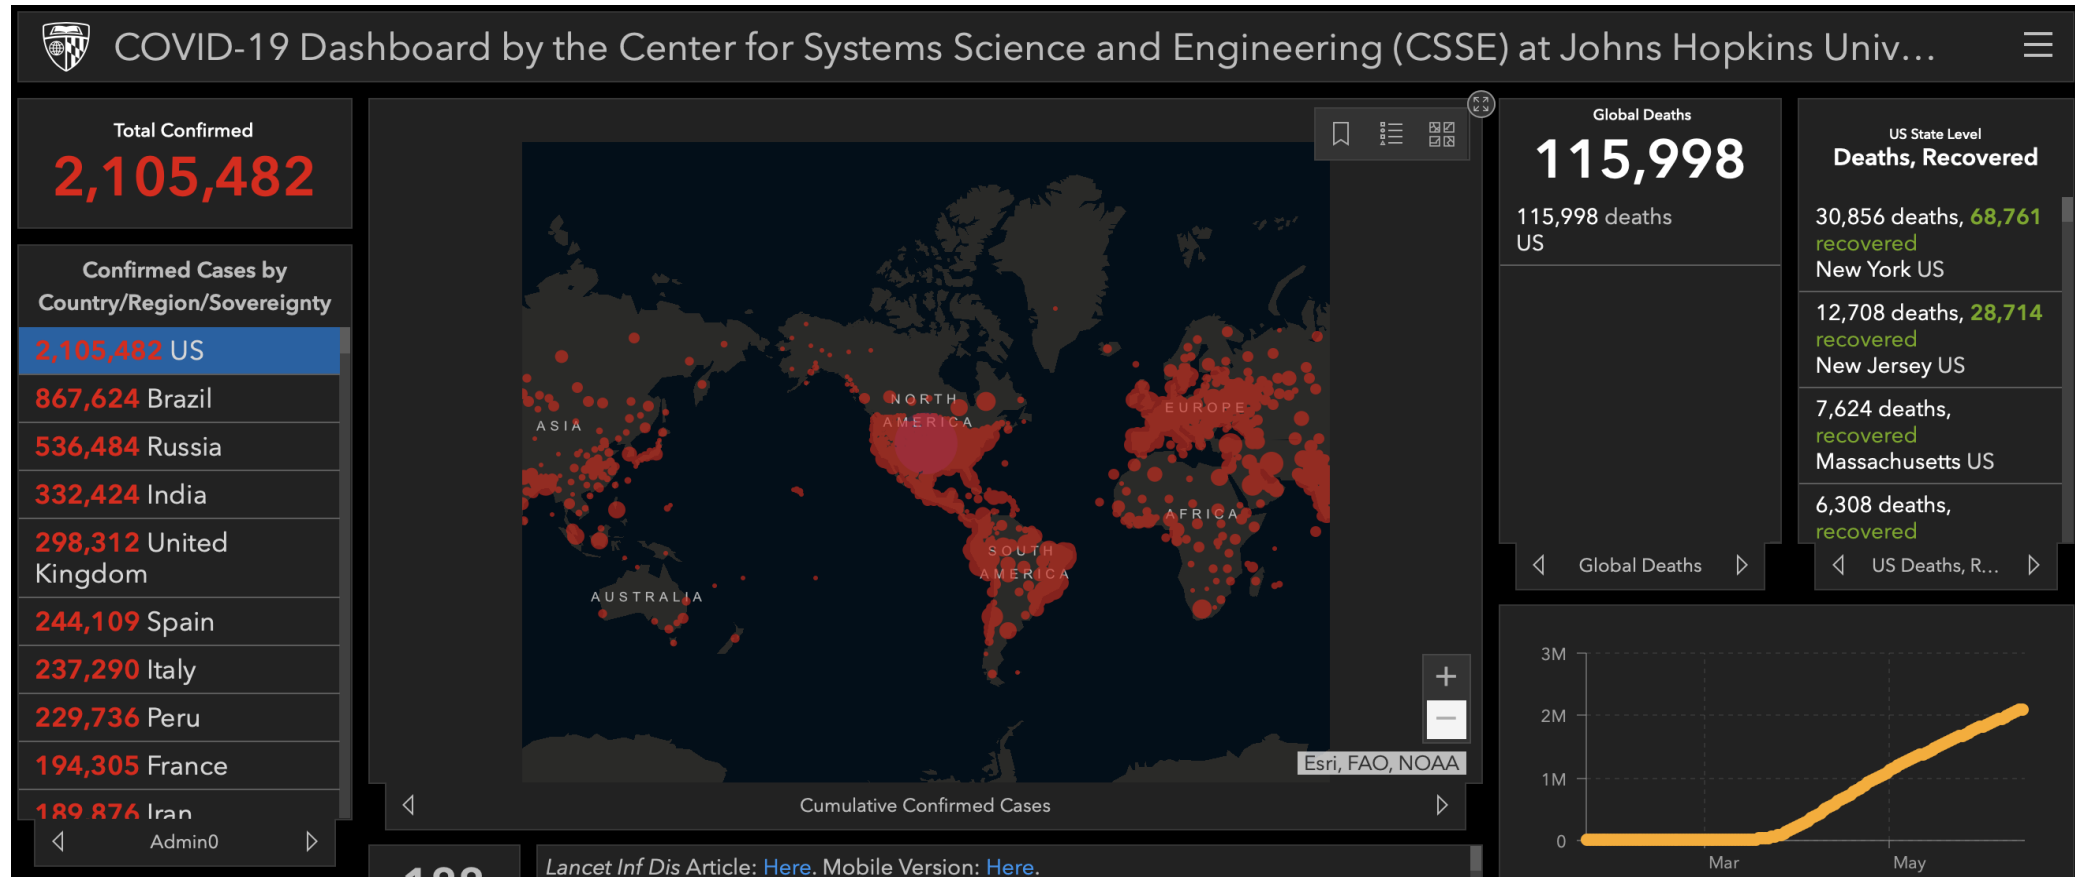 COVID-19 Dashboard by the Center for Systems Science and Engineering (CSSE) at Johns Hopkins Univ...
Total Confirmed
2,105,482
Confirmed Cases by
Country/Region/Sovereignty
2,105,482 US
867,624 Brazil
536,484 Russia
332,424 India
298,312 United
Kingdom
244,109 Spain
237,290 Italy
229,736 Peru
194,305 France
189,876 Iran
Admin0
NORTH
AMERICA
EUROPE
ASIA
AFRICA
SOUTH
AMERICA
AUSTRALIA
Esri, FAO, NOAA
Cumulative Confirmed Cases
Lancet Inf Dis Article: Here. Mobile Version: Here.
Global Deaths
115,998
115,998 deaths
US
Global Deaths
US State Level
Deaths, Recovered
30,856 deaths, 68,761
recovered
New York US
12,708 deaths, 28,714
recovered
New Jersey US
7,624 deaths,
recovered
Massachusetts US
6,308 deaths,
recovered
US Deaths, R...
3M
2M
1M
0
Mar
May